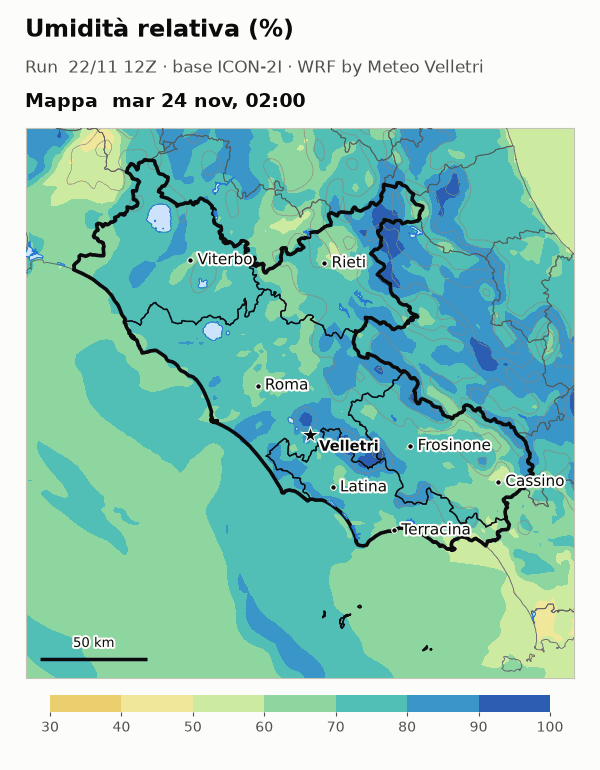 Umidità relativa (%)
Run  22/11 12Z · base ICON-2I · WRF by Meteo Velletri
Mappa  mar 24 nov, 02:00
Viterbo
Rieti
Roma
Velletri
Frosinone
Cassino
Latina
Terracina
50 km
30 40 50 60 70 80 90 100